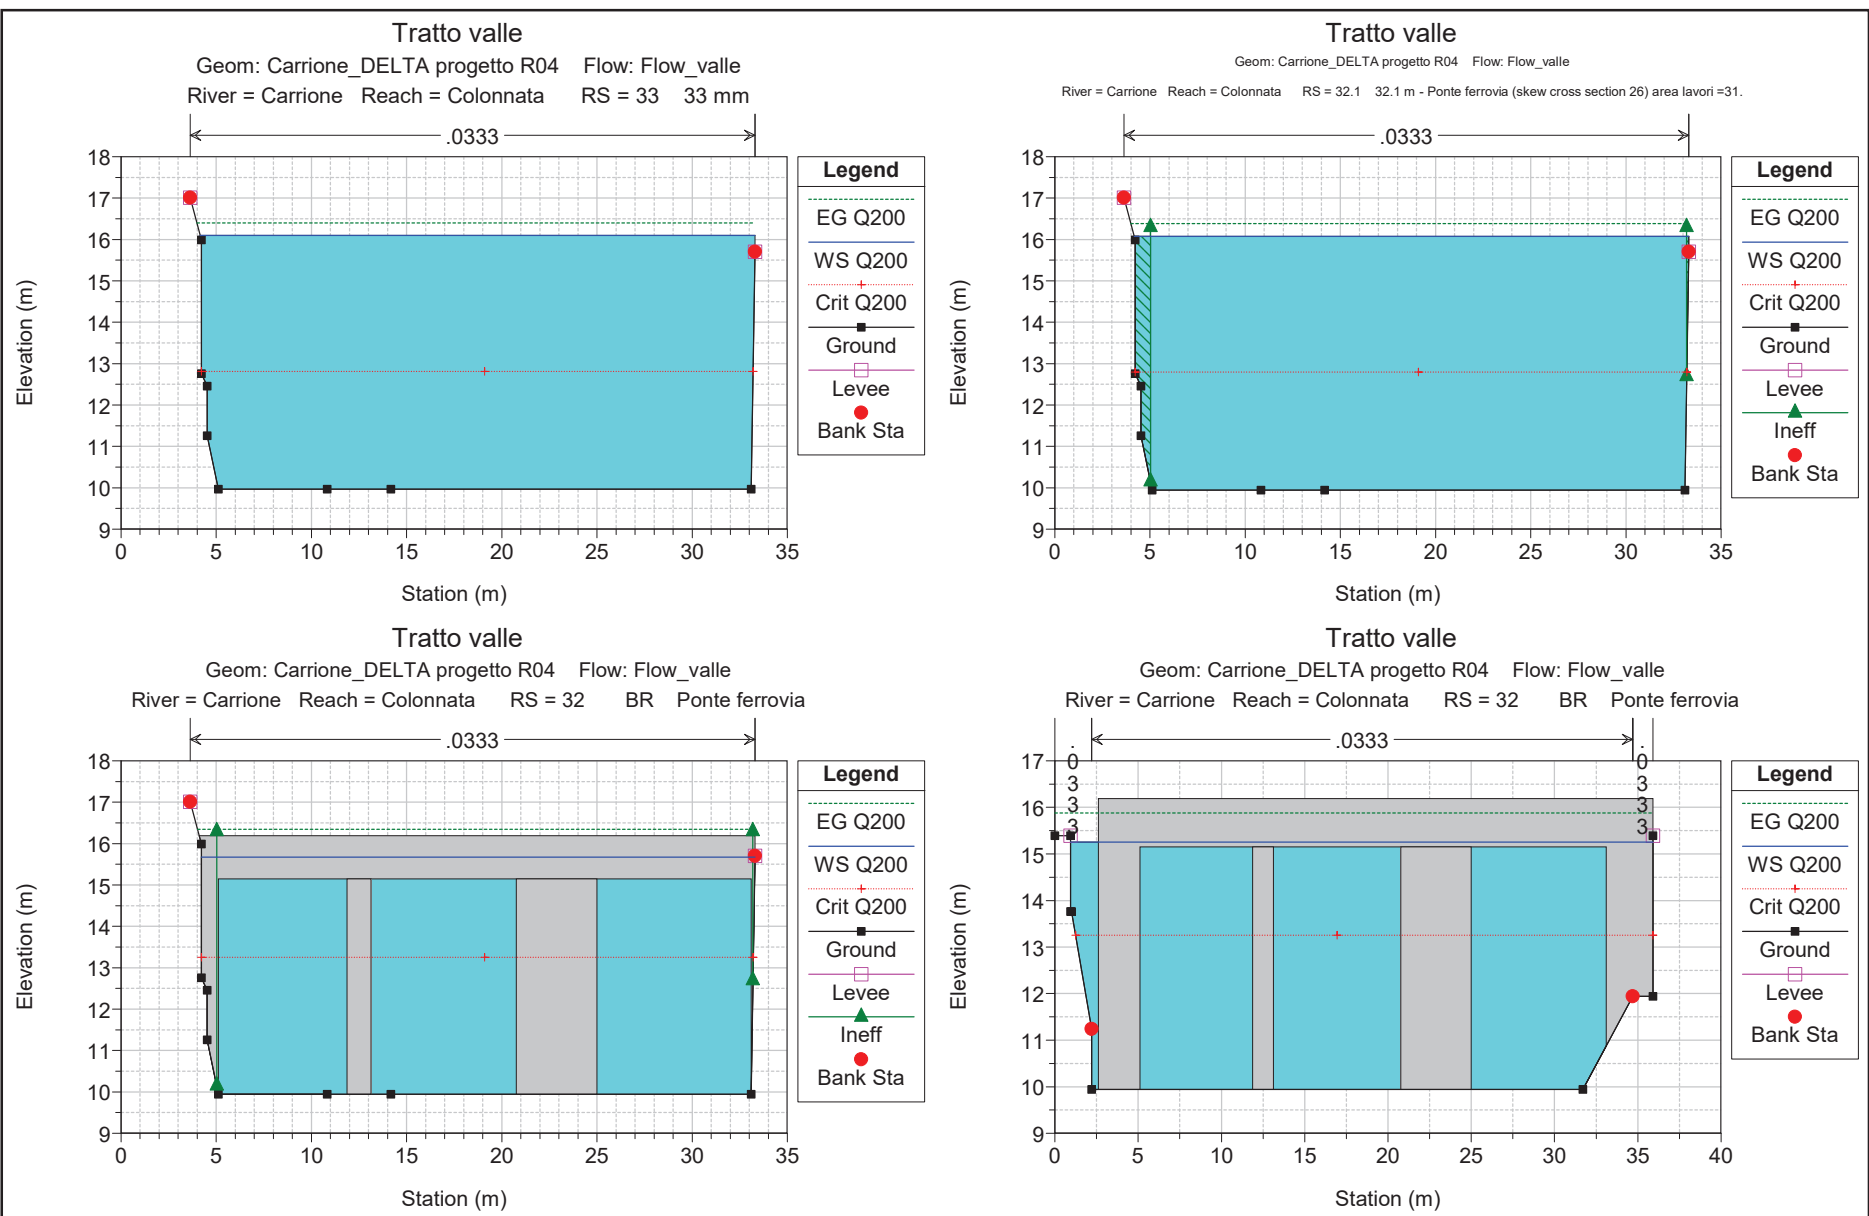 Tratto valle
Geom: Carrione_DELTA progetto R04 Flow: Flow_valle
River = Carrione Reach = Colonnata RS = 33 33 mm
.0333
18
17
16
15
14
13
12
11
10
9
0 5 10 15 20 25 30 35
Elevation (m)
Station (m)
Legend
EG Q200
WS Q200
Crit Q200
Ground
Levee
Bank Sta
Tratto valle
Geom: Carrione_DELTA progetto R04 Flow: Flow_valle
River = Carrione Reach = Colonnata RS = 32.1 32.1 m - Ponte ferrovia (skew cross section 26) area lavori =31.
.0333
18
17
16
15
14
13
12
11
10
9
0 5 10 15 20 25 30 35
Elevation (m)
Station (m)
Legend
EG Q200
WS Q200
Crit Q200
Ground
Levee
Ineff
Bank Sta
Tratto valle
Geom: Carrione_DELTA progetto R04 Flow: Flow_valle
River = Carrione Reach = Colonnata RS = 32 BR Ponte ferrovia
.0333
18
17
16
15
14
13
12
11
10
9
0 5 10 15 20 25 30 35
Elevation (m)
Station (m)
Legend
EG Q200
WS Q200
Crit Q200
Ground
Levee
Ineff
Bank Sta
Tratto valle
Geom: Carrione_DELTA progetto R04 Flow: Flow_valle
River = Carrione Reach = Colonnata RS = 32 BR Ponte ferrovia
.0333
.0333
.0333
17
16
15
14
13
12
11
10
9
0 5 10 15 20 25 30 35 40
Elevation (m)
Station (m)
Legend
EG Q200
WS Q200
Crit Q200
Ground
Levee
Bank Sta